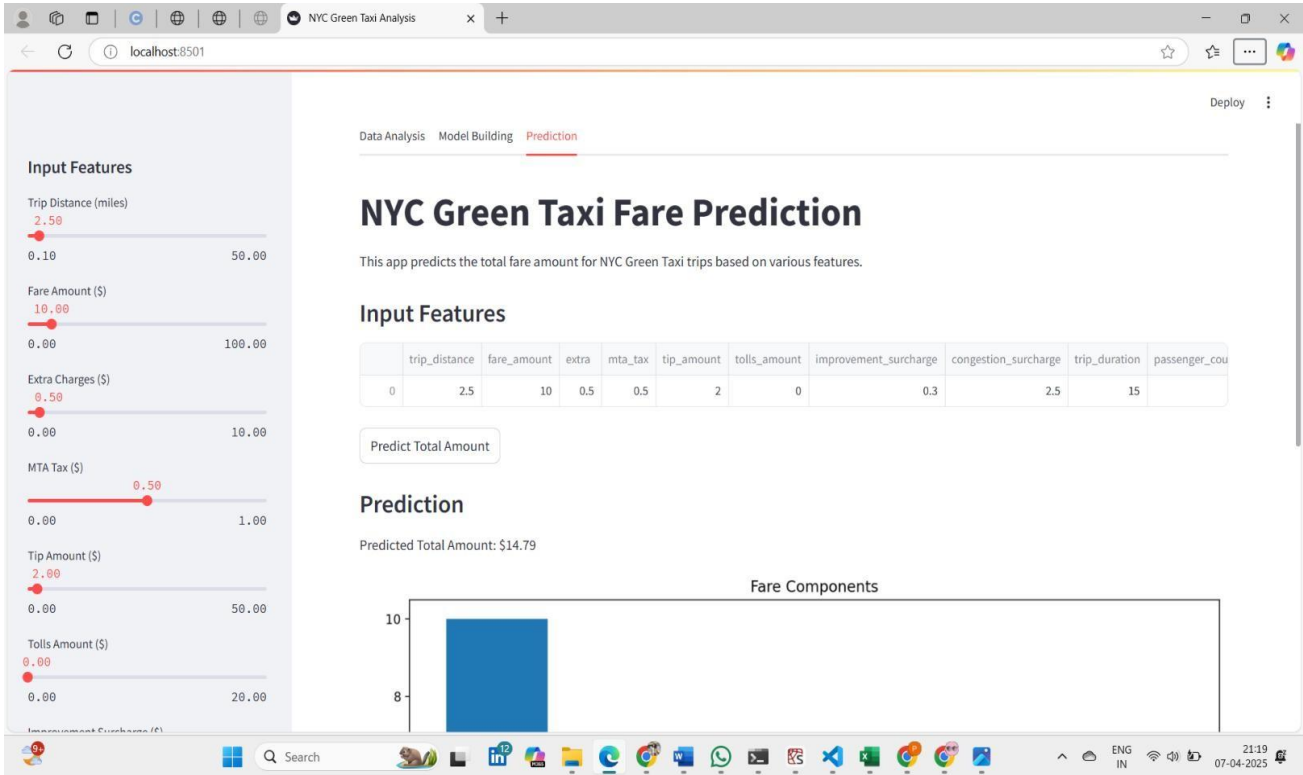 NYC Green Taxi Analysis
localhost:8501
Deploy
Data Analysis Model Building Prediction
Input Features
Trip Distance (miles)
2.50
0.10 50.00
Fare Amount ($)
10.00
0.00 100.00
Extra Charges ($)
0.50
0.00 10.00
MTA Tax ($)
0.50
0.00 1.00
Tip Amount ($)
2.00
0.00 50.00
Tolls Amount ($)
0.00
0.00 20.00
Improvement Surcharge ($)
NYC Green Taxi Fare Prediction
This app predicts the total fare amount for NYC Green Taxi trips based on various features.
Input Features
trip_distance fare_amount extra mta_tax tip_amount tolls_amount improvement_surcharge congestion_surcharge trip_duration passenger_cou
0 2.5 10 0.5 0.5 2 0 0.3 2.5 15
Predict Total Amount
Prediction
Predicted Total Amount: $14.79
Fare Components
10
8
9+
Search
12
ENG
IN
21:19
07-04-2025